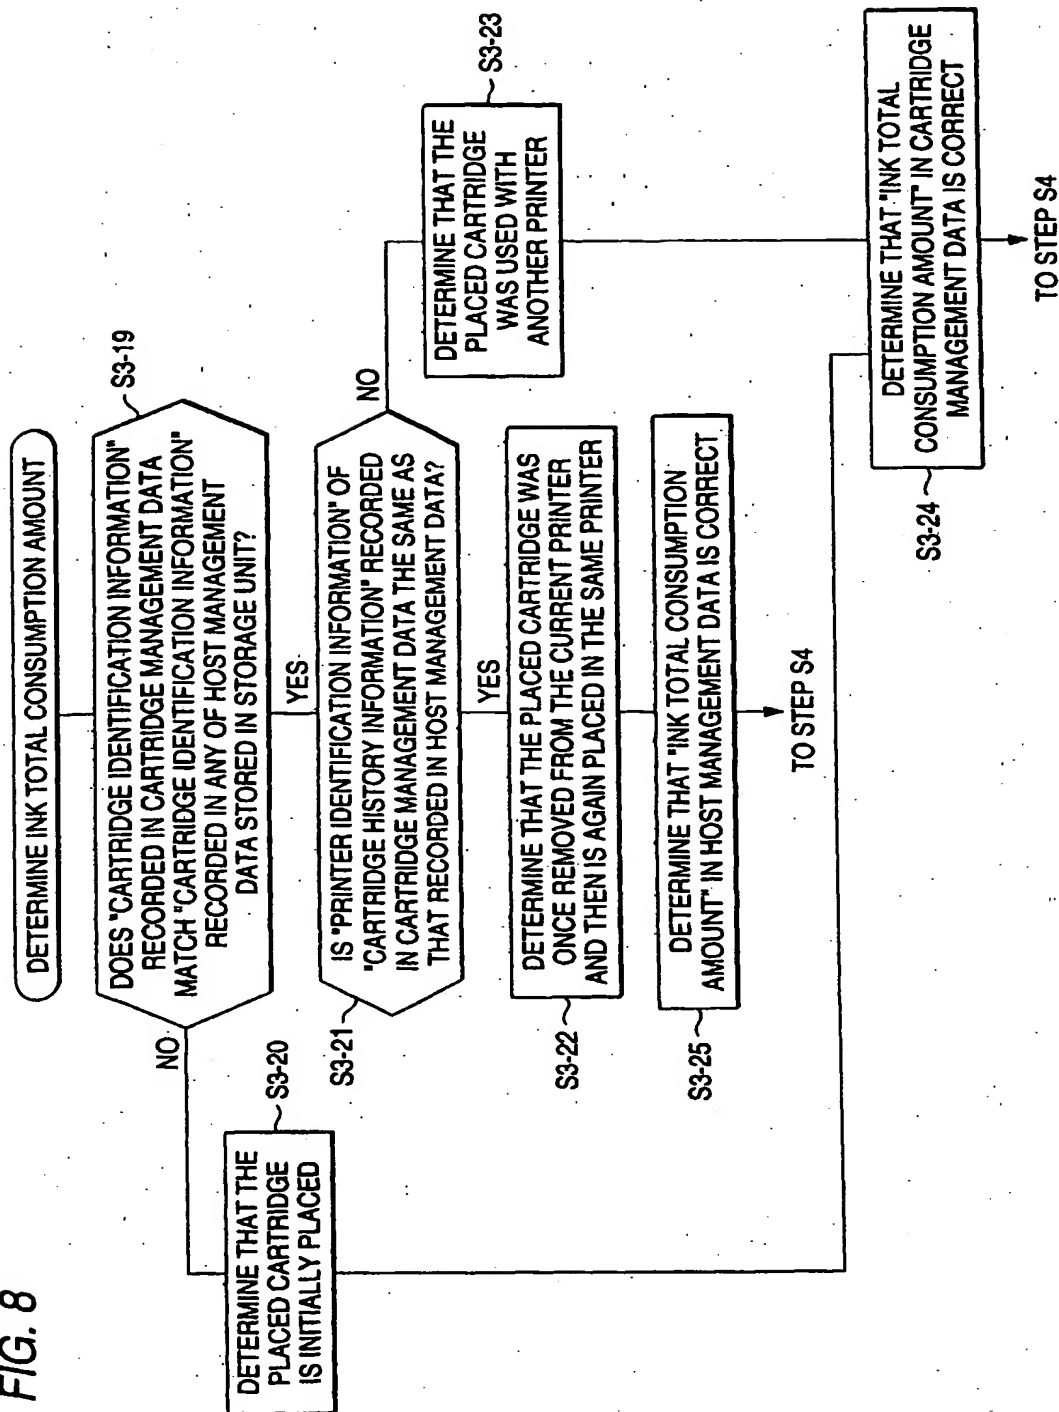 FIG. 8
DETERMINE INK TOTAL CONSUMPTION AMOUNT
S3-19
DOES "CARTRIDGE IDENTIFICATION INFORMATION"
RECORDED IN CARTRIDGE MANAGEMENT DATA
MATCH "CARTRIDGE IDENTIFICATION INFORMATION"
RECORDED IN ANY OF HOST MANAGEMENT
DATA STORED IN STORAGE UNIT?
NO
YES
S3-20
DETERMINE THAT THE
PLACED CARTRIDGE
IS INITIALLY PLACED
S3-21
IS "PRINTER IDENTIFICATION INFORMATION" OF
"CARTRIDGE HISTORY INFORMATION" RECORDED
IN CARTRIDGE MANAGEMENT DATA THE SAME AS
THAT RECORDED IN HOST MANAGEMENT DATA?
NO
YES
S3-23
DETERMINE THAT THE
PLACED CARTRIDGE
WAS USED WITH
ANOTHER PRINTER
S3-22
DETERMINE THAT THE PLACED CARTRIDGE WAS
ONCE REMOVED FROM THE CURRENT PRINTER
AND THEN IS AGAIN PLACED IN THE SAME PRINTER
S3-25
DETERMINE THAT "INK TOTAL CONSUMPTION
AMOUNT" IN HOST MANAGEMENT DATA IS CORRECT
TO STEP S4
S3-24
DETERMINE THAT "INK TOTAL
CONSUMPTION AMOUNT" IN CARTRIDGE
MANAGEMENT DATA IS CORRECT
TO STEP S4